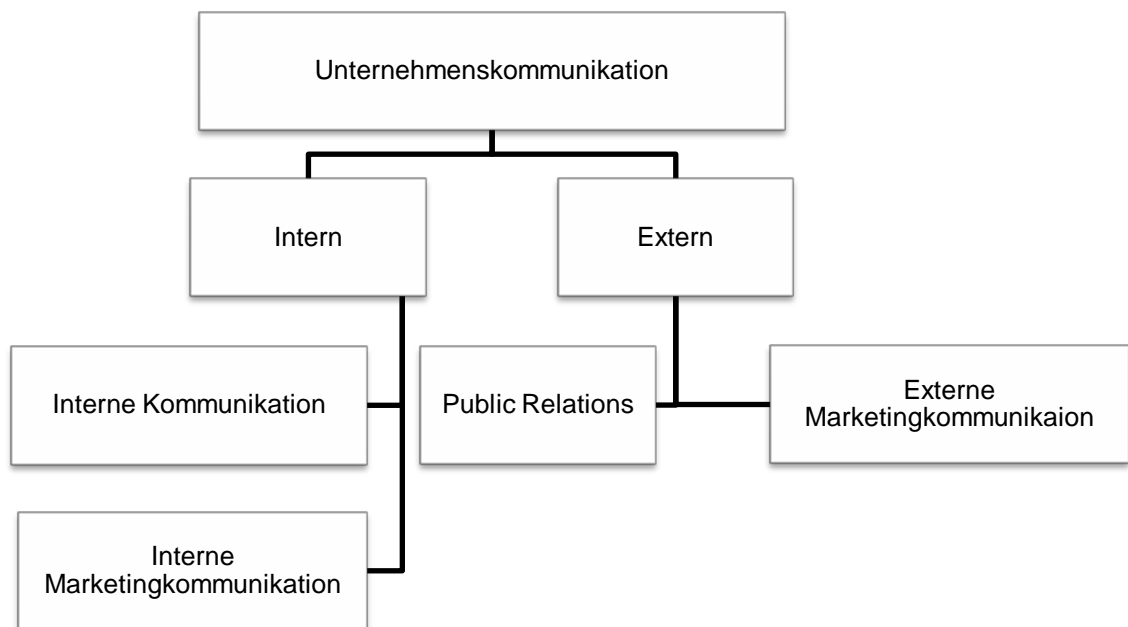 Unternehmenskommunikation
Intern
Extern
Interne Kommunikation
Public Relations
Externe
Marketingkommunikaion
Interne
Marketingkommunikation